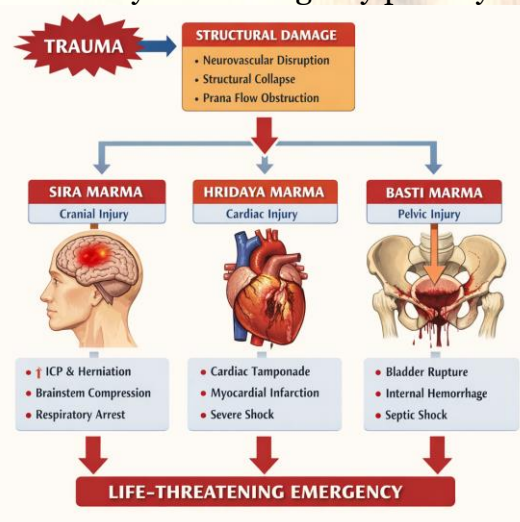 TRAUMA
STRUCTURAL DAMAGE
• Neurovascular Disruption
• Structural Collapse
• Prana Flow Obstruction
SIRA MARMA
Cranial Injury
HRIDAYA MARMA
Cardiac Injury
BASTI MARMA
Pelvic Injury
• ↑ ICP & Herniation
• Brainstem Compression
• Respiratory Arrest
• Cardiac Tamponade
• Myocardial Infarction
• Severe Shock
• Bladder Rupture
• Internal Hemorrhage
• Septic Shock
LIFE-THREATENING EMERGENCY